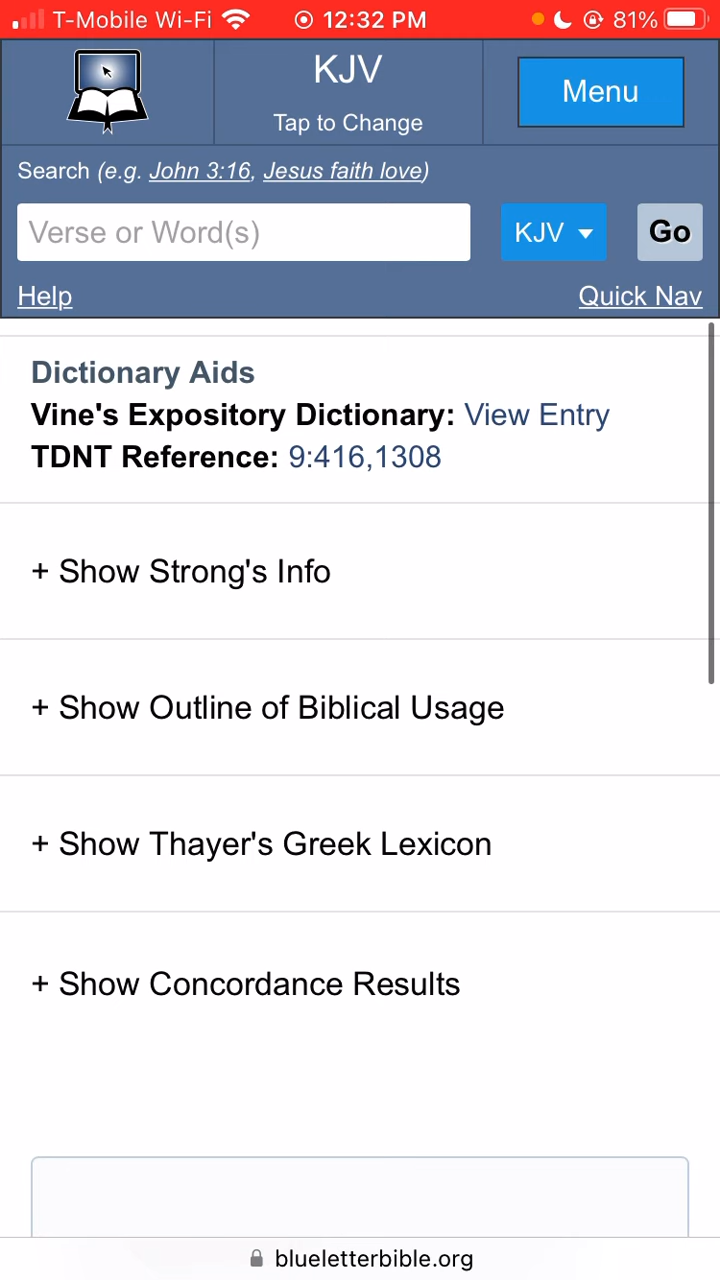 T-Mobile Wi-Fi 12:32 PM 81%
KJV
Tap to Change
Menu
Search (e.g. John 3:16, Jesus faith love)
Verse or Word(s) KJV Go
Help Quick Nav
Dictionary Aids
Vine's Expository Dictionary: View Entry
TDNT Reference: 9:416,1308
+ Show Strong's Info
+ Show Outline of Biblical Usage
+ Show Thayer's Greek Lexicon
+ Show Concordance Results
blueletterbible.org